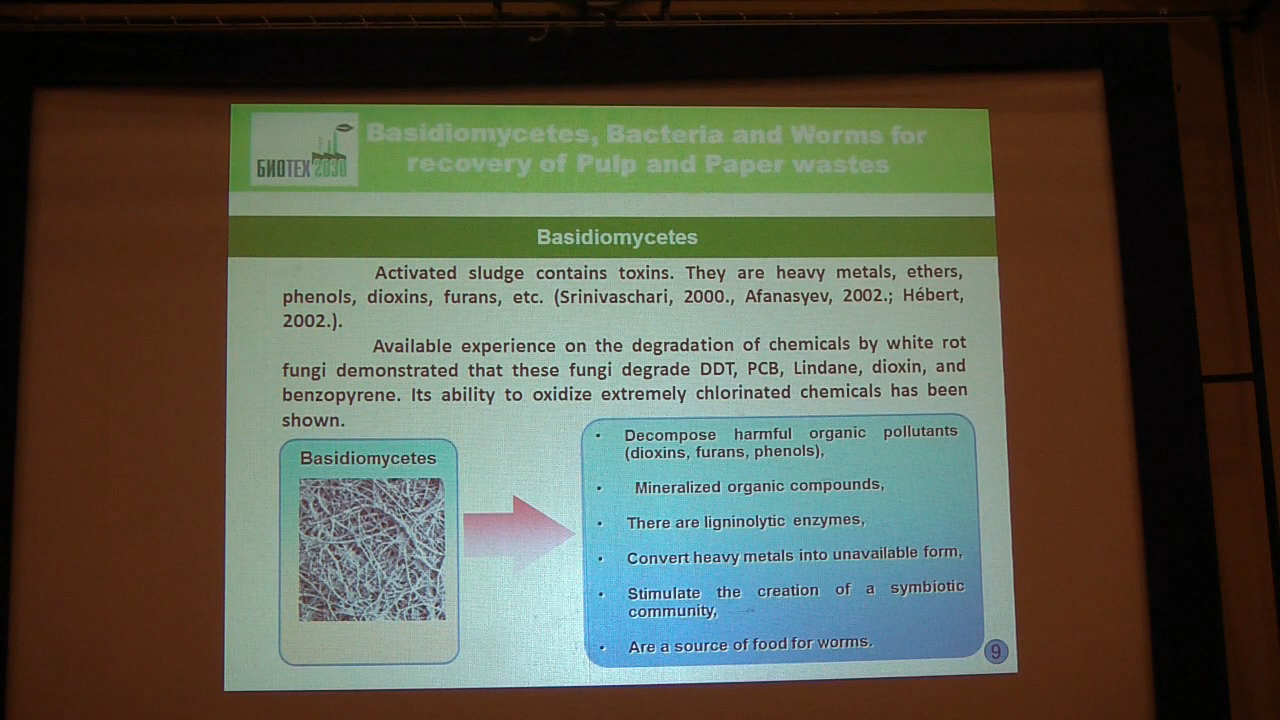 БИОТЕХ 2030
Basidiomycetes, Bacteria and Worms for
recovery of Pulp and Paper wastes
Basidiomycetes
Activated sludge contains toxins. They are heavy metals, ethers,
phenols, dioxins, furans, etc. (Srinivaschari, 2000., Afanasyev, 2002.; Hébert,
2002.).
Available experience on the degradation of chemicals by white rot
fungi demonstrated that these fungi degrade DDT, PCB, Lindane, dioxin, and
benzopyrene. Its ability to oxidize extremely chlorinated chemicals has been
shown.
Basidiomycetes
• Decompose harmful organic pollutants
(dioxins, furans, phenols),
• Mineralized organic compounds,
• There are ligninolytic enzymes,
• Convert heavy metals into unavailable form,
• Stimulate the creation of a symbiotic
community,
• Are a source of food for worms.
9